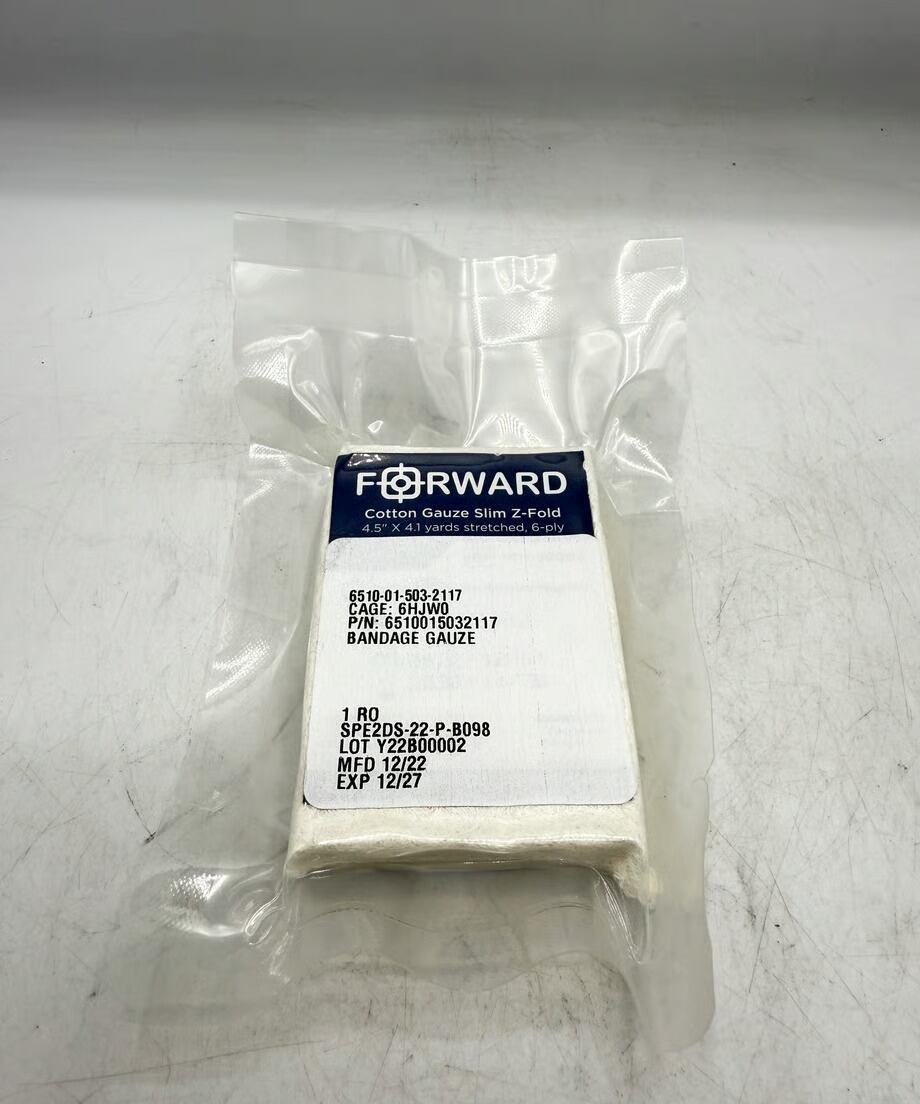 FORWARD
Cotton Gauze Slim Z-Fold
4.5" X 4.1 yards stretched, 6-ply
6510-01-503-2117
CAGE: 6HJW0
P/N: 6510015032117
BANDAGE GAUZE
1 RO
SPE2DS-22-P-B098
LOT Y22B00002
MFD 12/22
EXP 12/27